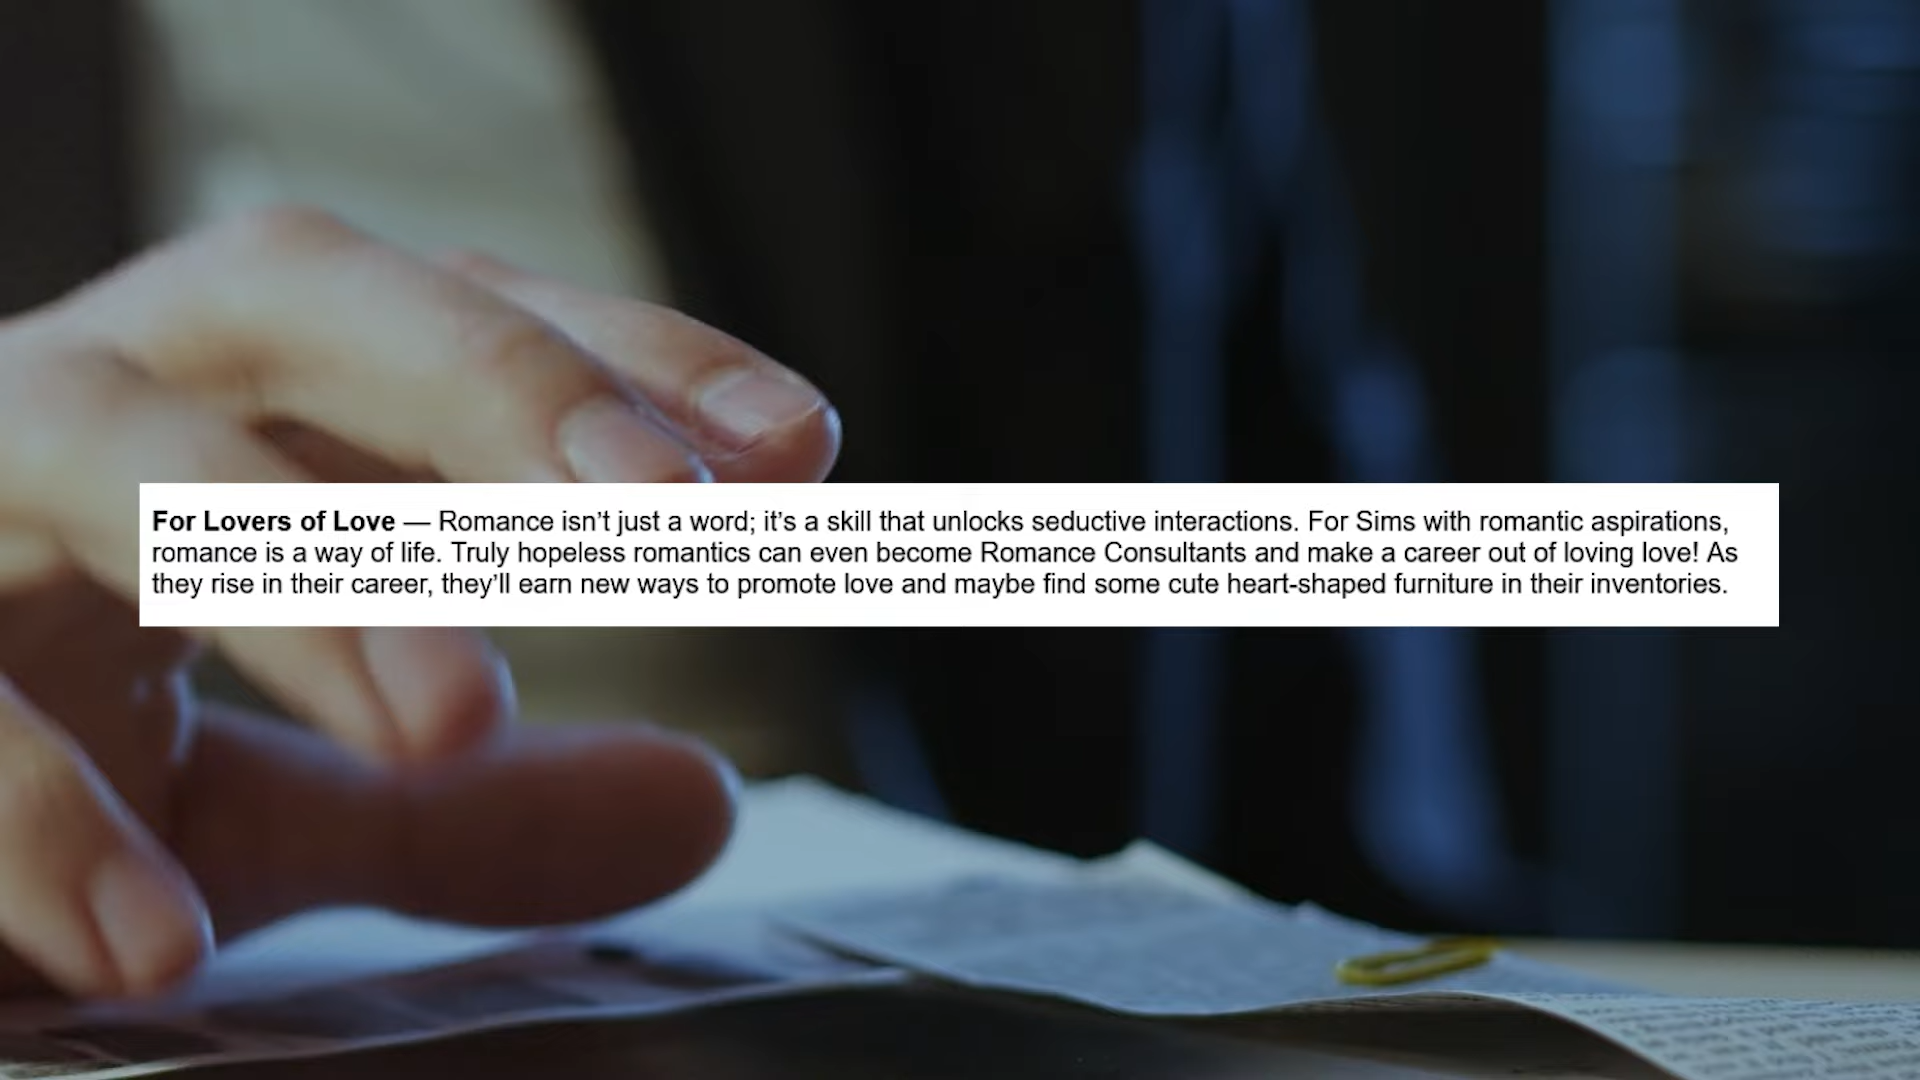 For Lovers of Love — Romance isn’t just a word; it’s a skill that unlocks seductive interactions. For Sims with romantic aspirations,
romance is a way of life. Truly hopeless romantics can even become Romance Consultants and make a career out of loving love! As
they rise in their career, they’ll earn new ways to promote love and maybe find some cute heart-shaped furniture in their inventories.